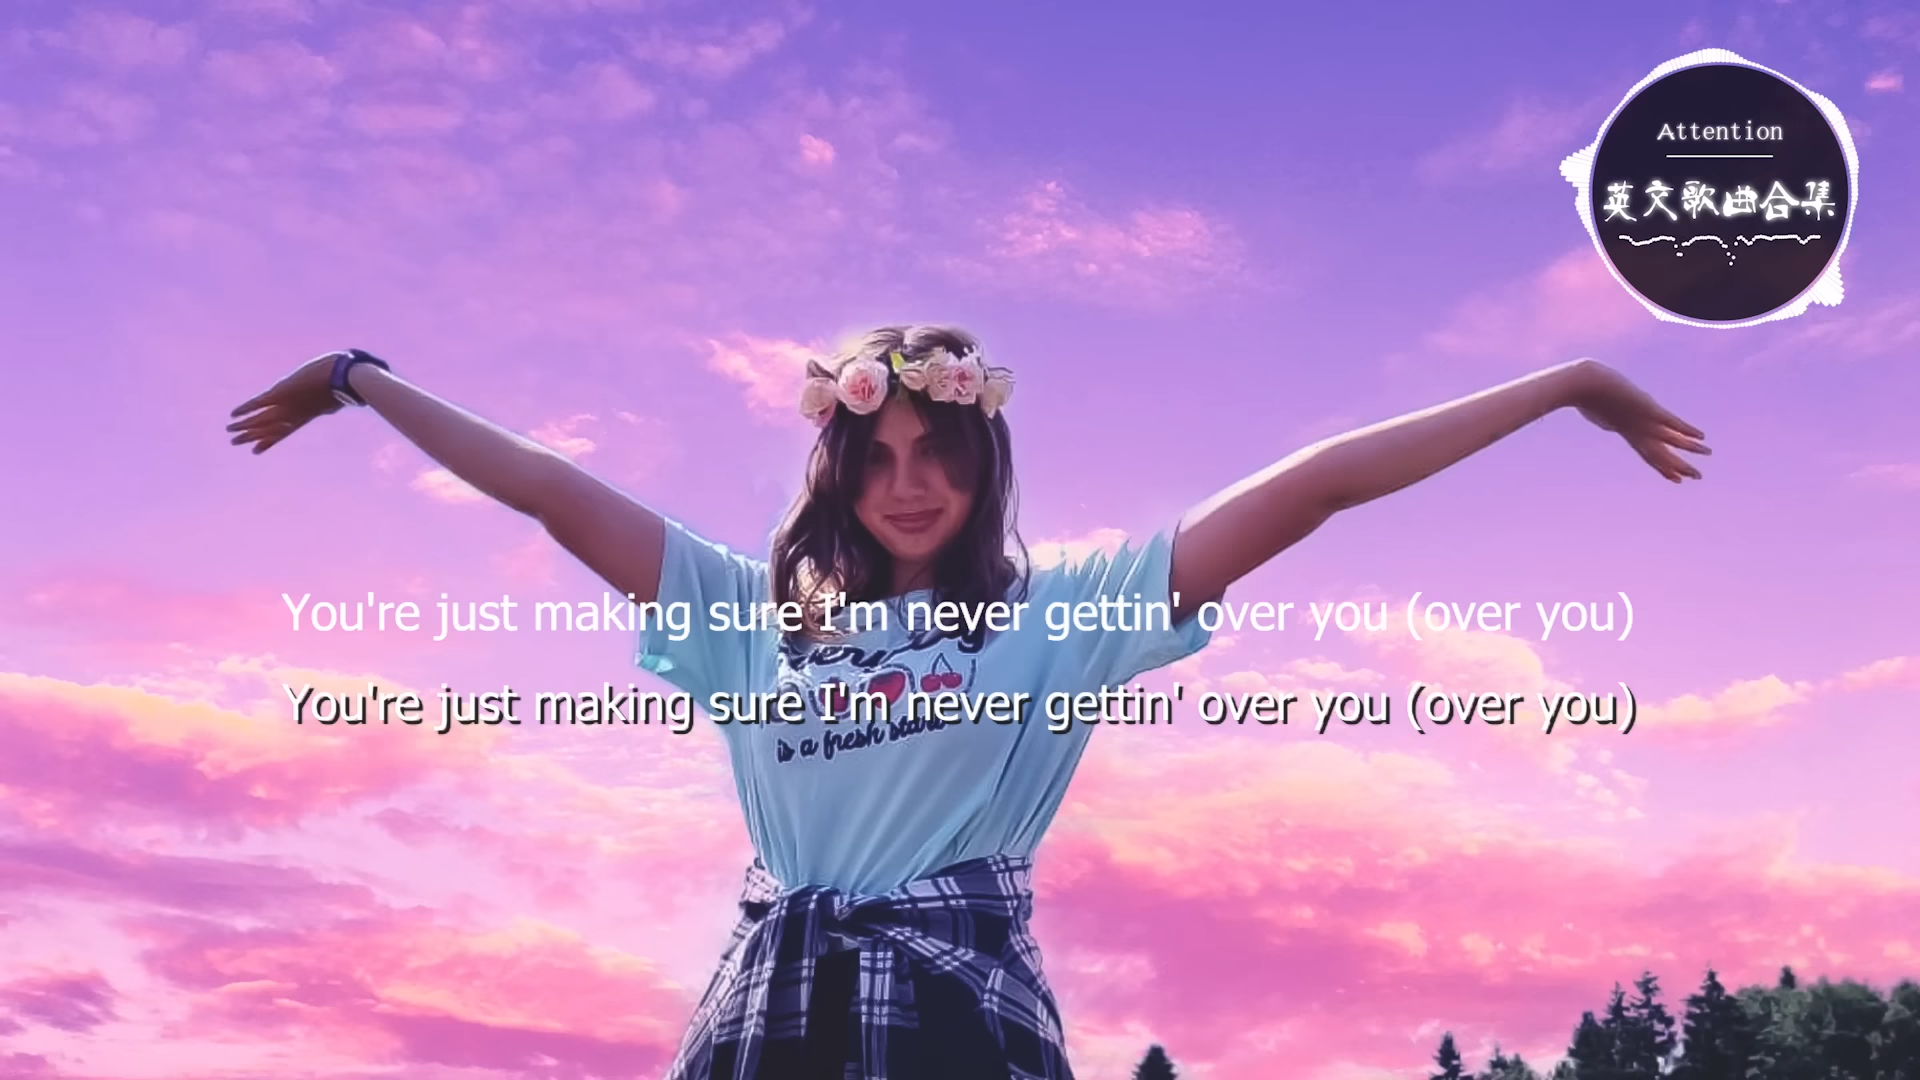 Attention
英文歌曲合集
You're just making sure I'm never gettin' over you (over you)
You're just making sure I'm never gettin' over you (over you)
is a fresh start